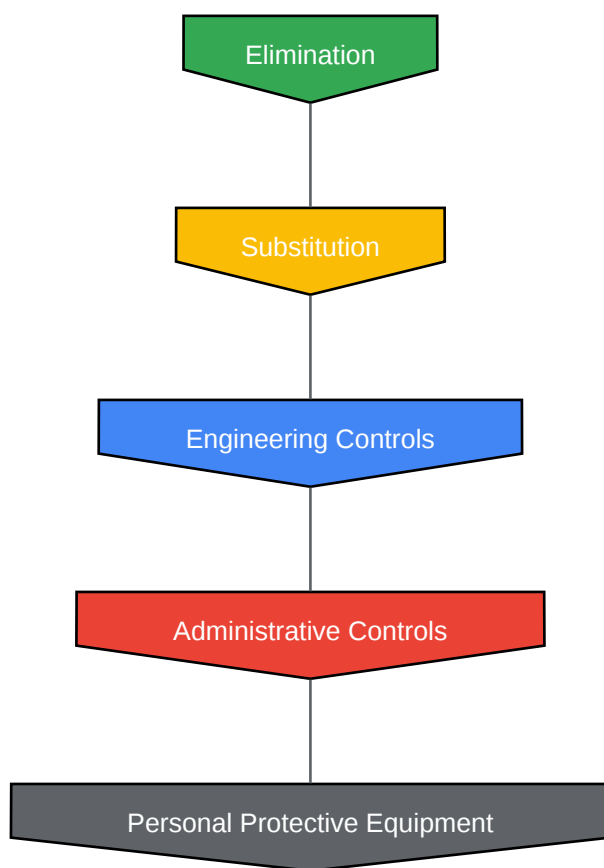 Elimination
Substitution
Engineering Controls
Administrative Controls
Personal Protective Equipment